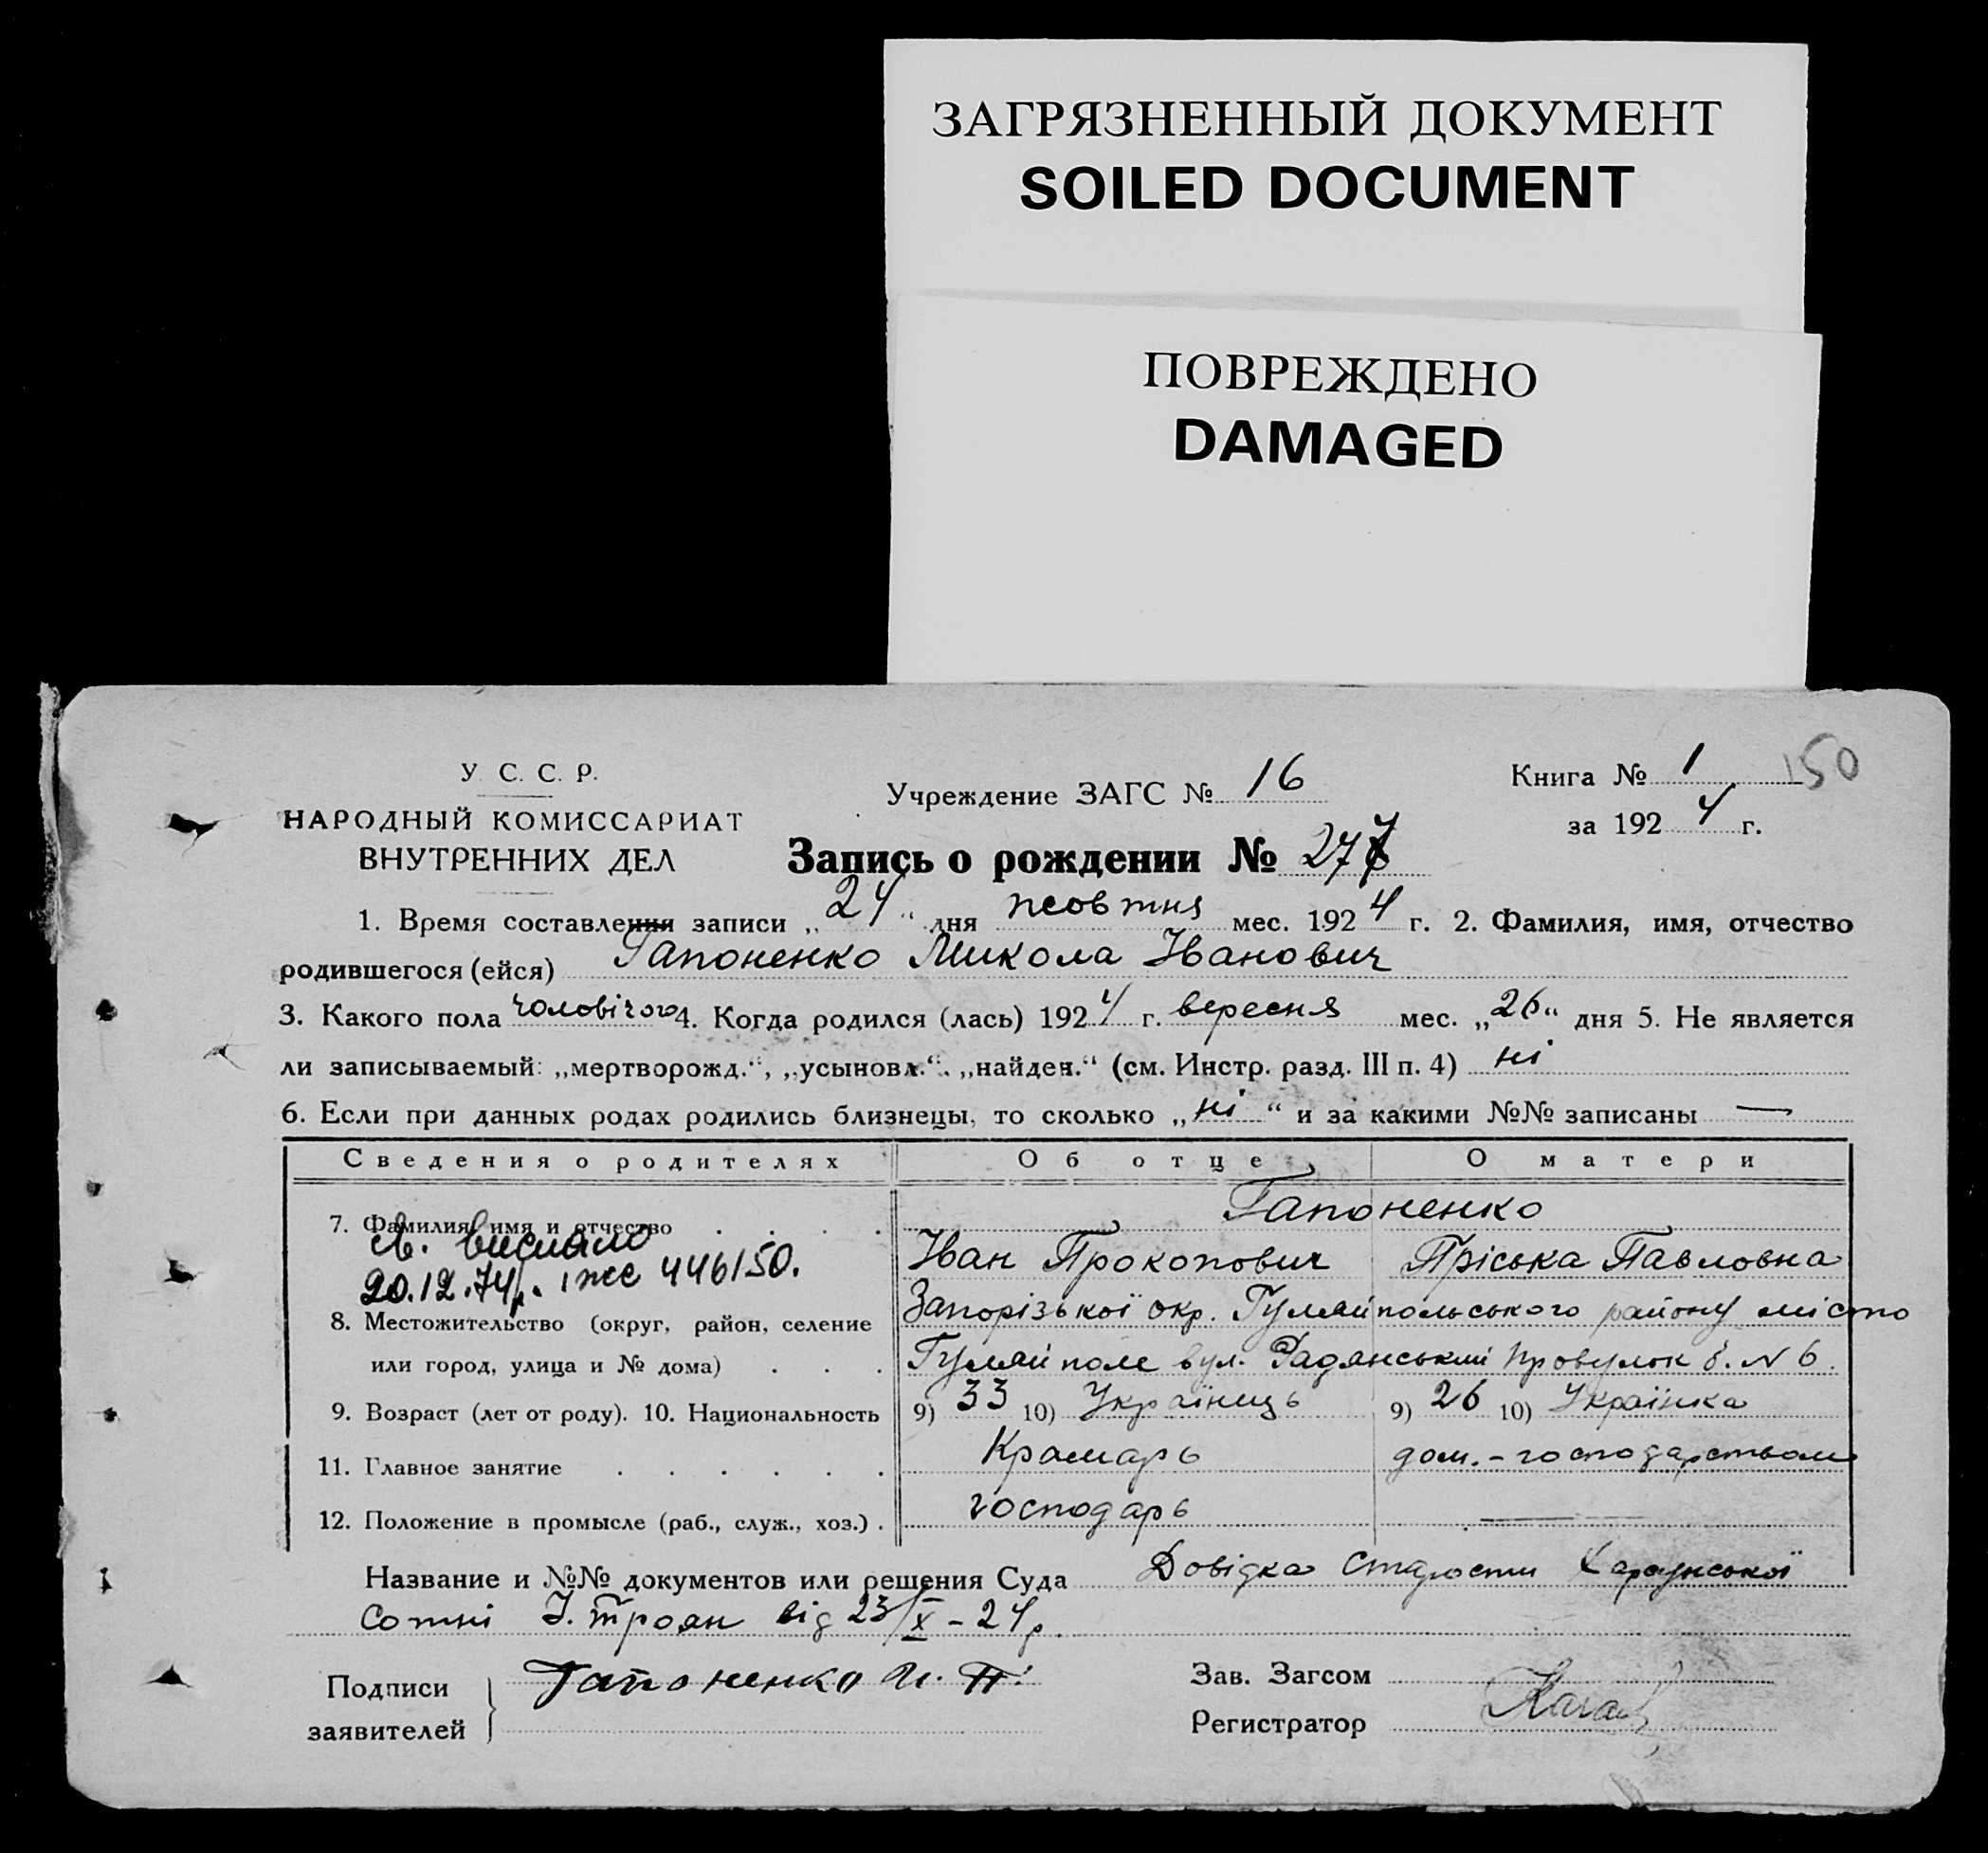 ЗАГРЯЗНЕННЫЙ ДОКУМЕНТ
SOILED DOCUMENT
ПОВРЕЖДЕНО
DAMAGED
У. С. С. Р.
НАРОДНЫЙ КОМИССАРИАТ
ВНУТРЕННИХ ДЕЛ
Учреждение ЗАГС № 16
Книга № 1 150
за 1924 г.
Запись о рождении № 277
1. Время составления записи „24" дня жовтня мес. 1924 г. 2. Фамилия, имя, отчество
родившегося (ейся) Гапоненко Микола Іванович
3. Какого пола чоловічого 4. Когда родился (лась) 1924 г. вересня мес. „26" дня 5. Не является
ли записываемый: „мертворожд.", „усыновл.", „найден." (см. Инстр. разд. III п. 4) ні
6. Если при данных родах родились близнецы, то сколько „ні" и за какими №№ записаны —
Сведения о родителях Об отце О матери
Гапоненко
7. Фамилия, имя и отчество
Іван Прокопович Пріська Павловна
св. вислано
20.12.74р. 1 же 446150.
8. Местожительство (округ, район, селение
или город, улица и № дома)
Запорізької окр. Гуляйпольського району місто
Гуляйполе вул. Радянський провулок б. N 6.
9. Возраст (лет от роду). 10. Национальность 9) 33 10) Українець 9) 26 10) Українка
11. Главное занятие Крамарь дом.-господарством
12. Положение в промысле (раб., служ., хоз.) господарь —
Название и №№ документов или решения Суда Довідка Старости
Сотні І. Троян від 23/X-24р.
Подписи
заявителей
Гапоненко И. П.
Зав. Загсом
Регистратор